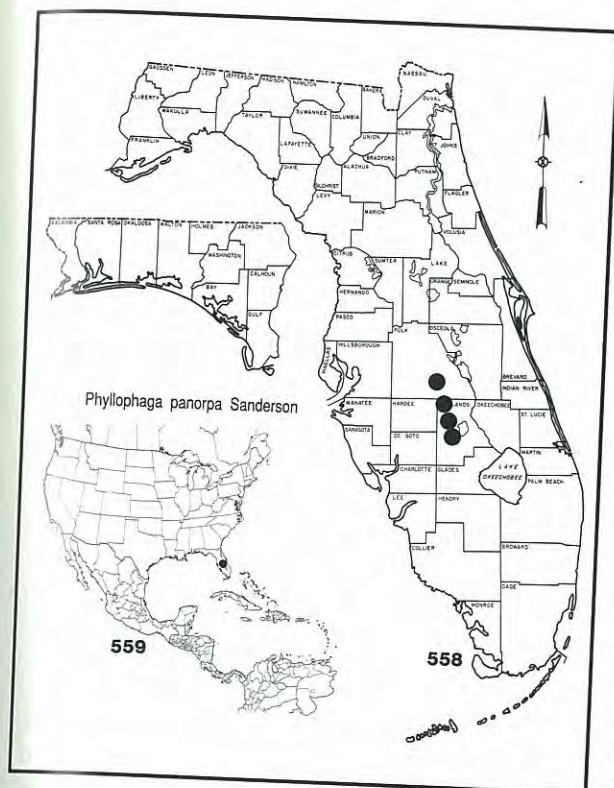 NASSAU
GADSDEN
LEON
JEFFERSON
MADISON
HAMILTON
BAKER
DUVAL
LIBERTY
WAKULLA
TAYLOR
SUWANNEE
COLUMBIA
UNION
CLAY
ST JOHNS
FRANKLIN
LAFAYETTE
BRADFORD
PUTNAM
DIXIE
ALACHUA
GILCHRIST
FLAGLER
LEVY
MARION
VOLUSIA
ESCAMBIA
SANTA ROSA
OKALOOSA
WALTON
HOLMES
JACKSON
WASHINGTON
BAY
CALHOUN
GULF
CITRUS
SUMTER
LAKE
ORANGE
SEMINOLE
HERNANDO
PASCO
POLK
OSCEOLA
PINELLAS
HILLSBOROUGH
BREVARD
INDIAN RIVER
Phyllophaga panorpa Sanderson
MANATEE
HARDEE
LANDS
OKEECHOBEE
ST. LUCIE
SARASOTA
DE SOTO
MARTIN
CHARLOTTE
GLADES
LAKE
OKEECHOBEE
PALM BEACH
LEE
HENDRY
COLLIER
BROWARD
DADE
MONROE
559
558